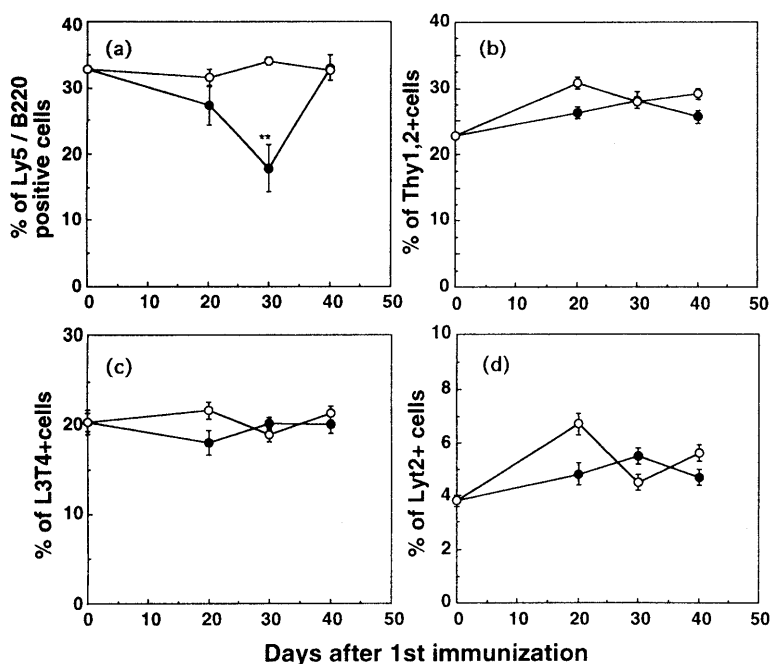 (a)
% of Ly5 / B220
positive cells
40
30
20
10
0
**
0 10 20 30 40 50
(b)
% of Thy1,2+cells
50
40
30
20
10
0
0 10 20 30 40 50
(c)
% of L3T4+cells
30
20
10
0
0 10 20 30 40 50
(d)
% of Lyt2+ cells
10
8
6
4
2
0
0 10 20 30 40 50
Days after 1st immunization